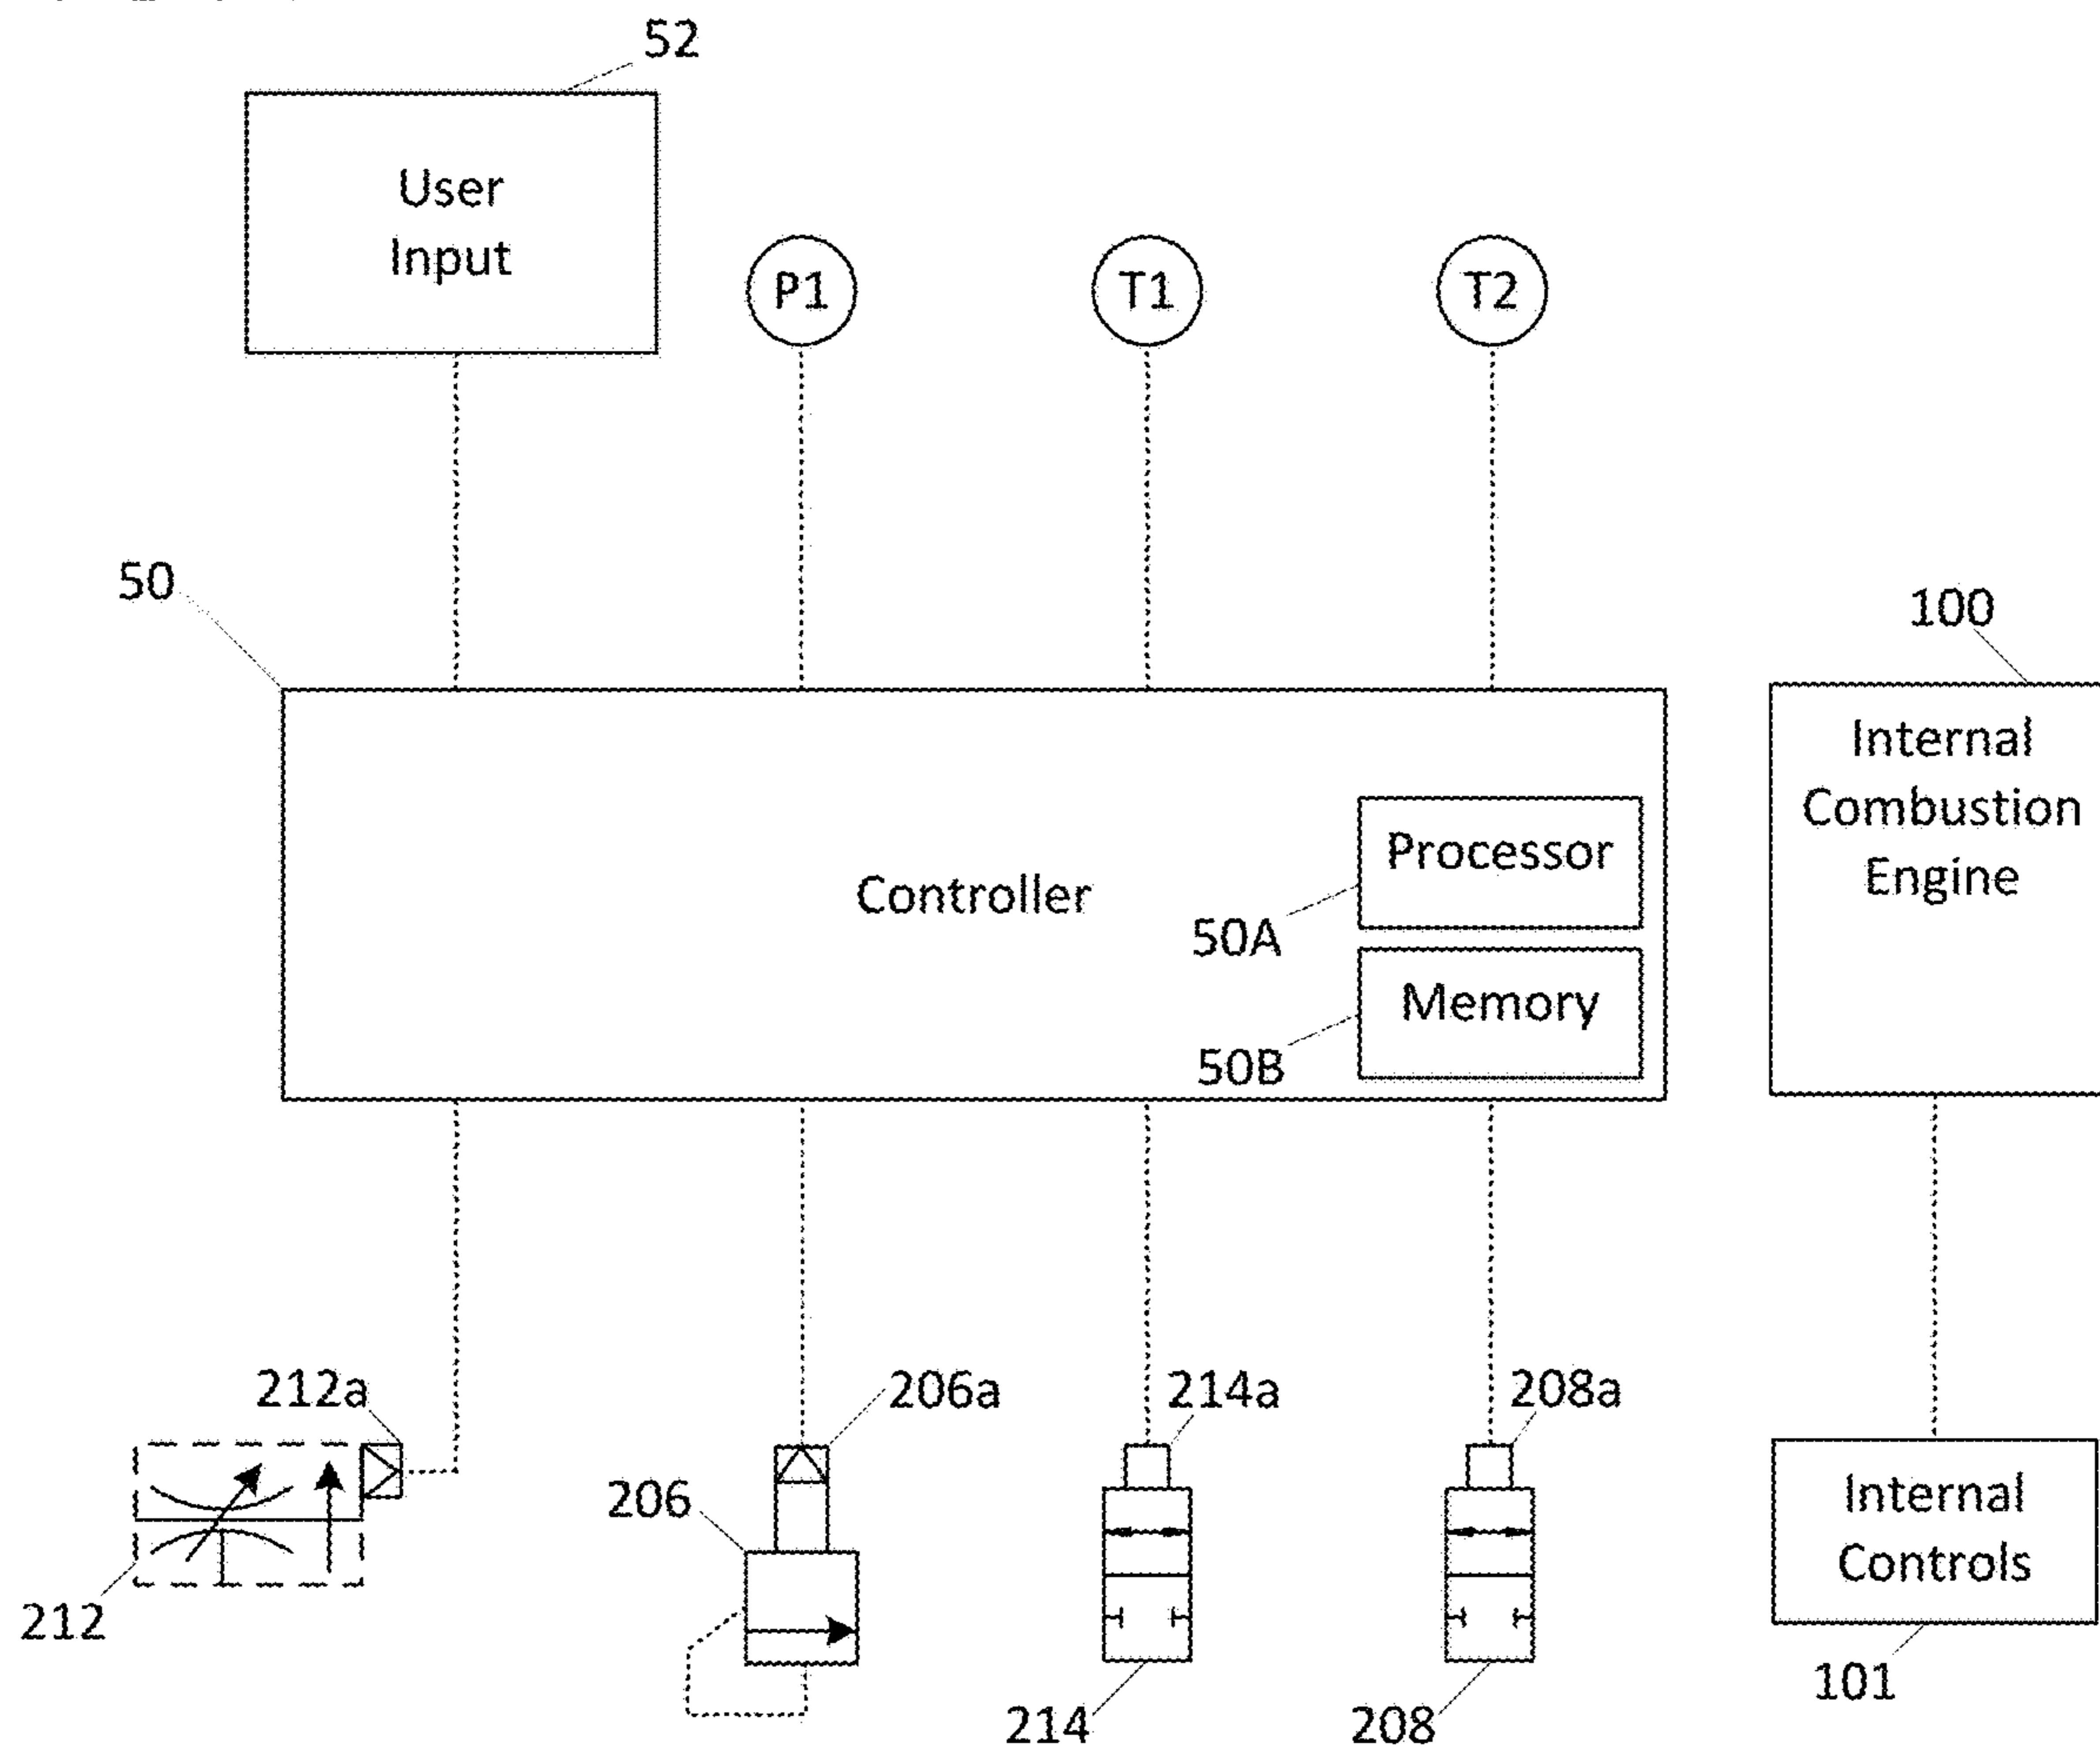 52
User
Input
P1
T1
T2
50
100
Internal
Combustion
Engine
Processor
Controller
50A
Memory
50B
212a
206a
214a
208a
206
Internal
Controls
212
101
214
208